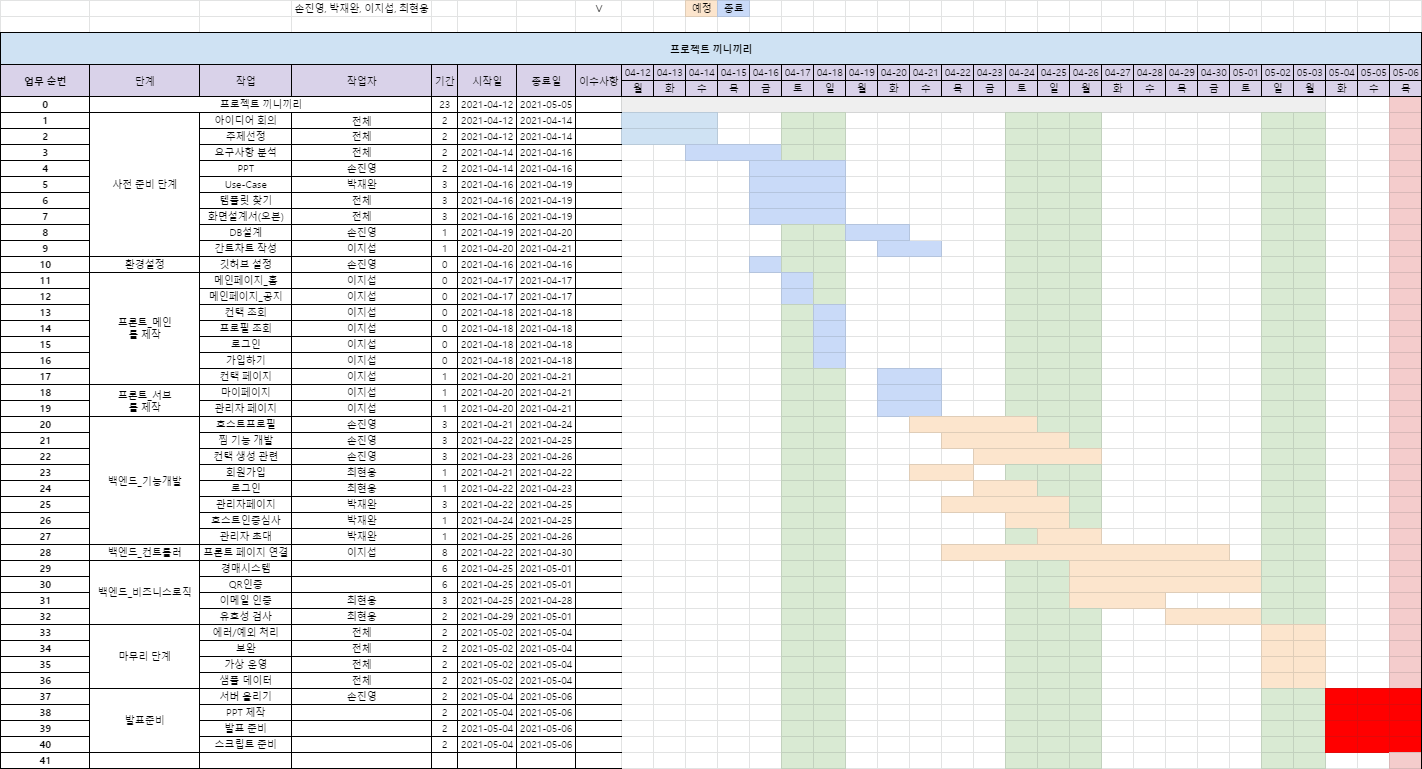 손진영, 박재완, 이지섭, 최현웅 V 예정 종료
프로젝트 끼니끼리
업무 순번 단계 작업 작업자 기간 시작일 종료일 이수사항 04-12 04-13 04-14 04-15 04-16 04-17 04-18 04-19 04-20 04-21 04-22 04-23 04-24 04-25 04-26 04-27 04-28 04-29 04-30 05-01 05-02 05-03 05-04 05-05 05-06
월 화 수 목 금 토 일 월 화 수 목 금 토 일 월 화 수 목 금 토 일 월 화 수 목
0 프로젝트 끼니끼리 23 2021-04-12 2021-05-05
1 사전 준비 단계 아이디어 회의 전체 2 2021-04-12 2021-04-14
2 주제선정 전체 2 2021-04-12 2021-04-14
3 요구사항 분석 전체 2 2021-04-14 2021-04-16
4 PPT 손진영 2 2021-04-14 2021-04-16
5 Use-Case 박재완 3 2021-04-16 2021-04-19
6 템플릿 찾기 전체 3 2021-04-16 2021-04-19
7 화면설계서(오븐) 전체 3 2021-04-16 2021-04-19
8 DB설계 손진영 1 2021-04-19 2021-04-20
9 간트차트 작성 이지섭 1 2021-04-20 2021-04-21
10 환경설정 깃허브 설정 손진영 0 2021-04-16 2021-04-16
11 프론트_메인 틀 제작 메인페이지_홈 이지섭 0 2021-04-17 2021-04-17
12 메인페이지_공지 이지섭 0 2021-04-17 2021-04-17
13 컨택 조회 이지섭 0 2021-04-18 2021-04-18
14 프로필 조회 이지섭 0 2021-04-18 2021-04-18
15 로그인 이지섭 0 2021-04-18 2021-04-18
16 가입하기 이지섭 0 2021-04-18 2021-04-18
17 컨택 페이지 이지섭 1 2021-04-20 2021-04-21
18 프론트_서브 틀 제작 마이페이지 이지섭 1 2021-04-20 2021-04-21
19 관리자 페이지 이지섭 1 2021-04-20 2021-04-21
20 백엔드_기능개발 호스트프로필 손진영 3 2021-04-21 2021-04-24
21 찜 기능 개발 손진영 3 2021-04-22 2021-04-25
22 컨택 생성 관련 손진영 3 2021-04-23 2021-04-26
23 회원가입 최현웅 1 2021-04-21 2021-04-22
24 로그인 최현웅 1 2021-04-22 2021-04-23
25 관리자페이지 박재완 3 2021-04-22 2021-04-25
26 호스트인증심사 박재완 1 2021-04-24 2021-04-25
27 관리자 초대 박재완 1 2021-04-25 2021-04-26
28 백엔드_컨트롤러 프론트 페이지 연결 이지섭 8 2021-04-22 2021-04-30
29 백엔드_비즈니스로직 경매시스템 6 2021-04-25 2021-05-01
30 QR인증 6 2021-04-25 2021-05-01
31 이메일 인증 최현웅 3 2021-04-25 2021-04-28
32 유효성 검사 최현웅 2 2021-04-29 2021-05-01
33 마무리 단계 에러/예외 처리 전체 2 2021-05-02 2021-05-04
34 보완 전체 2 2021-05-02 2021-05-04
35 가상 운영 전체 2 2021-05-02 2021-05-04
36 샘플 데이터 전체 2 2021-05-02 2021-05-04
37 발표준비 서버 올리기 손진영 2 2021-05-04 2021-05-06
38 PPT 제작 2 2021-05-04 2021-05-06
39 발표 준비 2 2021-05-04 2021-05-06
40 스크립트 준비 2 2021-05-04 2021-05-06
41